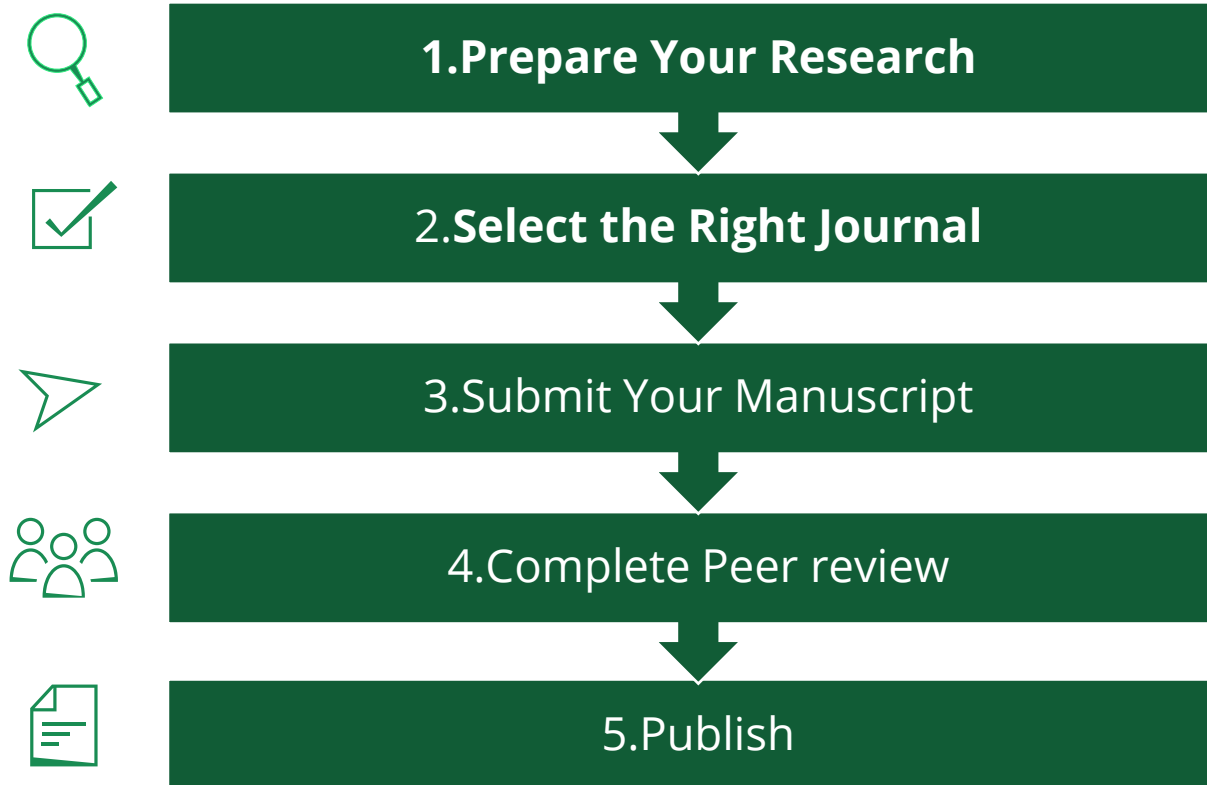 1.Prepare Your Research
2.Select the Right Journal
3.Submit Your Manuscript
4.Complete Peer review
5.Publish